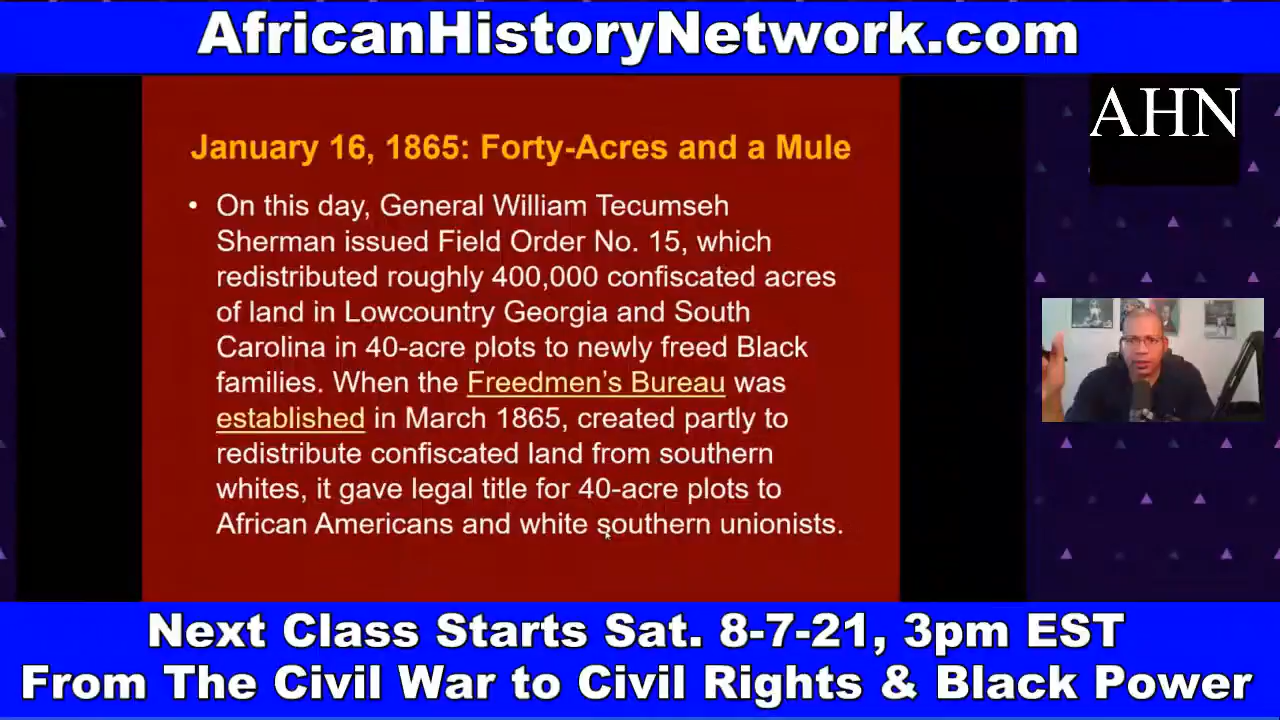 AfricanHistoryNetwork.com
AHN
January 16, 1865: Forty-Acres and a Mule
• On this day, General William Tecumseh
Sherman issued Field Order No. 15, which
redistributed roughly 400,000 confiscated acres
of land in Lowcountry Georgia and South
Carolina in 40-acre plots to newly freed Black
families. When the Freedmen's Bureau was
established in March 1865, created partly to
redistribute confiscated land from southern
whites, it gave legal title for 40-acre plots to
African Americans and white southern unionists.
Next Class Starts Sat. 8-7-21, 3pm EST
From The Civil War to Civil Rights & Black Power